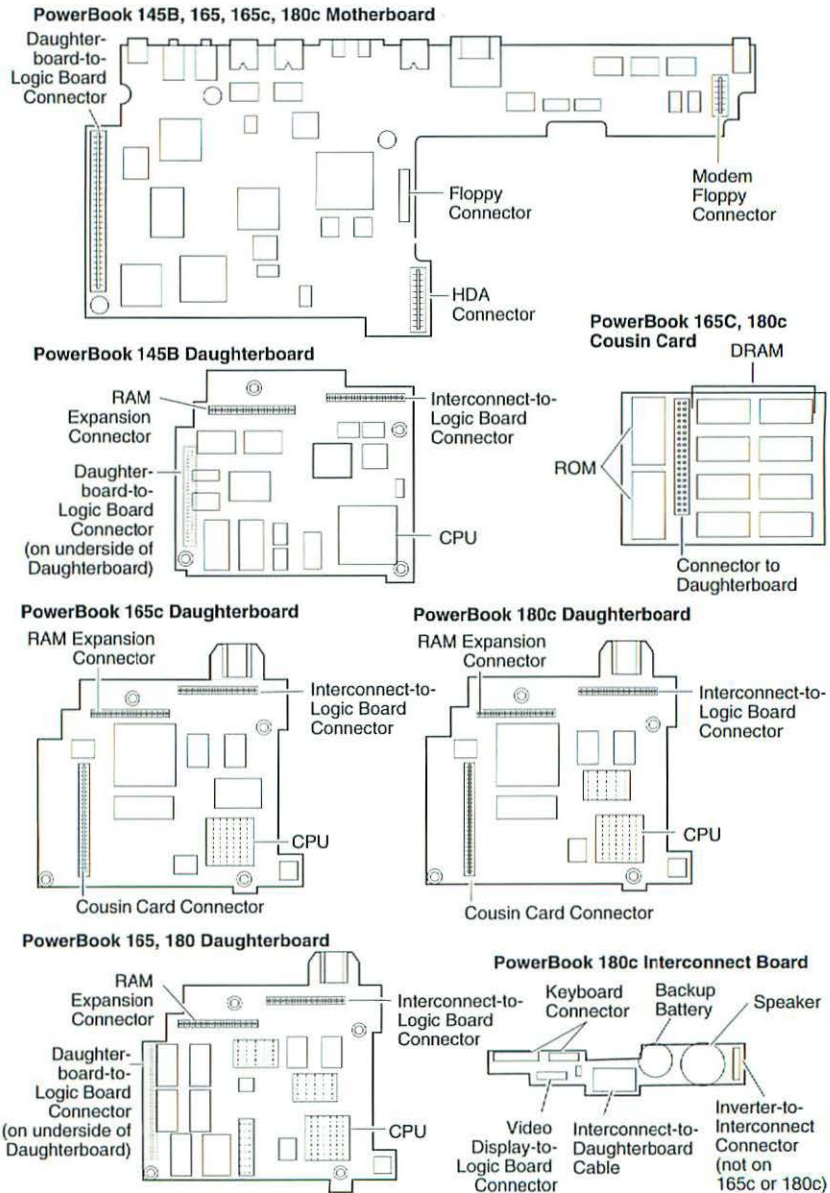 PowerBook 145B, 165, 165c, 180c Motherboard
Daughter-
board-to-
Logic Board
Connector
Floppy
Connector
Modem
Floppy
Connector
HDA
Connector
PowerBook 165C, 180c
Cousin Card
DRAM
ROM
Connector to
Daughterboard
PowerBook 145B Daughterboard
RAM
Expansion
Connector
Interconnect-to-
Logic Board
Connector
Daughter-
board-to-
Logic Board
Connector
(on underside of
Daughterboard)
CPU
PowerBook 165c Daughterboard
RAM Expansion
Connector
Interconnect-to-
Logic Board
Connector
CPU
Cousin Card Connector
PowerBook 180c Daughterboard
RAM Expansion
Connector
Interconnect-to-
Logic Board
Connector
CPU
Cousin Card Connector
PowerBook 165, 180 Daughterboard
RAM
Expansion
Connector
Interconnect-to-
Logic Board
Connector
Daughter-
board-to-
Logic Board
Connector
(on underside of
Daughterboard)
CPU
PowerBook 180c Interconnect Board
Keyboard
Connector
Backup
Battery
Speaker
Video
Display-to-
Logic Board
Connector
Interconnect-to-
Daughterboard
Cable
Inverter-to-
Interconnect
Connector
(not on
165c or 180c)